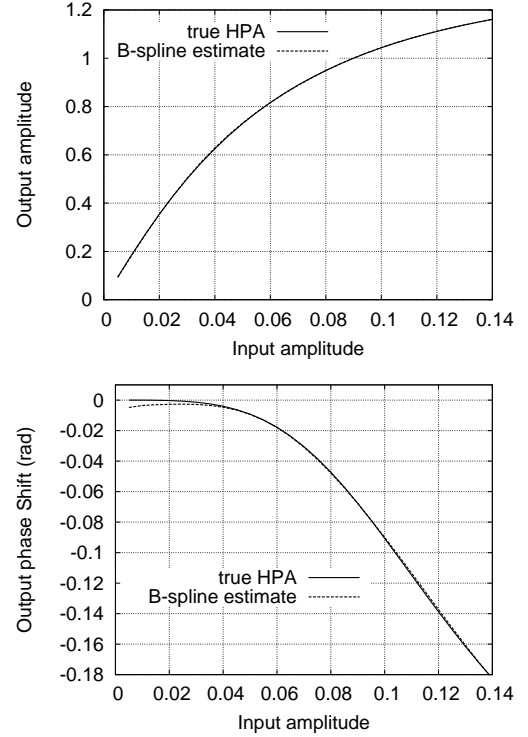 1.2
1
0.8
0.6
0.4
0.2
0
true HPA
B-spline estimate
Output amplitude
0 0.02 0.04 0.06 0.08 0.1 0.12 0.14
Input amplitude
0
-0.02
-0.04
-0.06
-0.08
-0.1
-0.12
-0.14
-0.16
-0.18
true HPA
B-spline estimate
Output phase Shift (rad)
0 0.02 0.04 0.06 0.08 0.1 0.12 0.14
Input amplitude